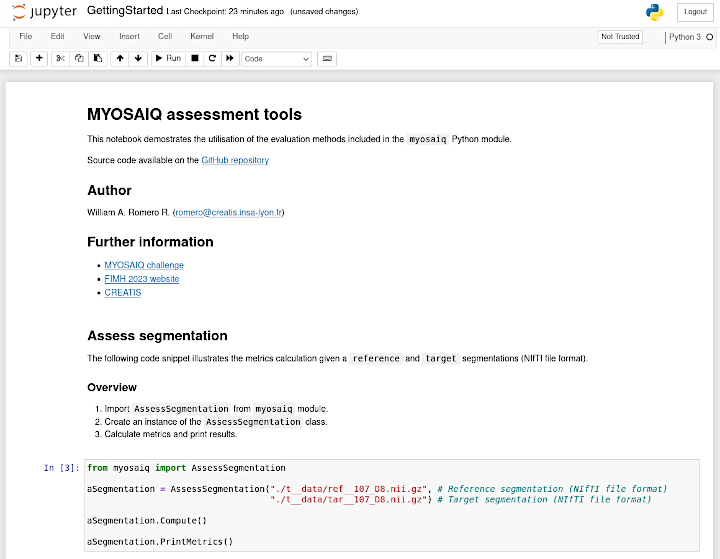 jupyter GettingStarted Last Checkpoint: 23 minutes ago (unsaved changes)
Logout
File Edit View Insert Cell Kernel Help
Not Trusted
Python 3
Run
Code
MYOSAIQ assessment tools
This notebook demostrates the utilisation of the evaluation methods included in the myosaiq Python module.
Source code available on the GitHub repository
Author
William A. Romero R. (romero@creatis.insa-lyon.fr)
Further information
• MYOSAIQ challenge
• FIMH 2023 website
• CREATIS
Assess segmentation
The following code snippet illustrates the metrics calculation given a reference and target segmentations (NIfTI file format).
Overview
1. Import AssessSegmentation from myosaiq module.
2. Create an instance of the AssessSegmentation class.
3. Calculate metrics and print results.
In [3]: from myosaiq import AssessSegmentation
aSegmentation = AssessSegmentation("./t__data/ref__107_D8.nii.gz", # Reference segmentation (NIfTI file format)
"./t__data/tar__107_D8.nii.gz") # Target segmentation (NIfTI file format)
aSegmentation.Compute()
aSegmentation.PrintMetrics()